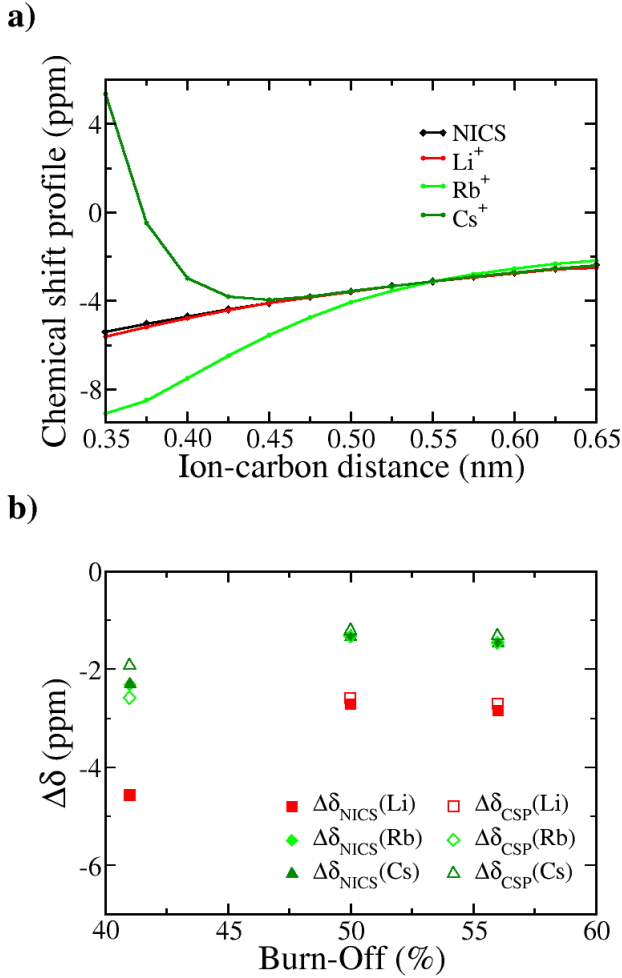 a)
Chemical shift profile (ppm)
4
0
-4
-8
NICS
Li+
Rb+
Cs+
0.35 0.40 0.45 0.50 0.55 0.60 0.65
Ion-carbon distance (nm)
b)
Δδ (ppm)
0
-2
-4
-6
ΔδNICS(Li) ΔδCSP(Li)
ΔδNICS(Rb) ΔδCSP(Rb)
ΔδNICS(Cs) ΔδCSP(Cs)
40 45 50 55 60
Burn-Off (%)